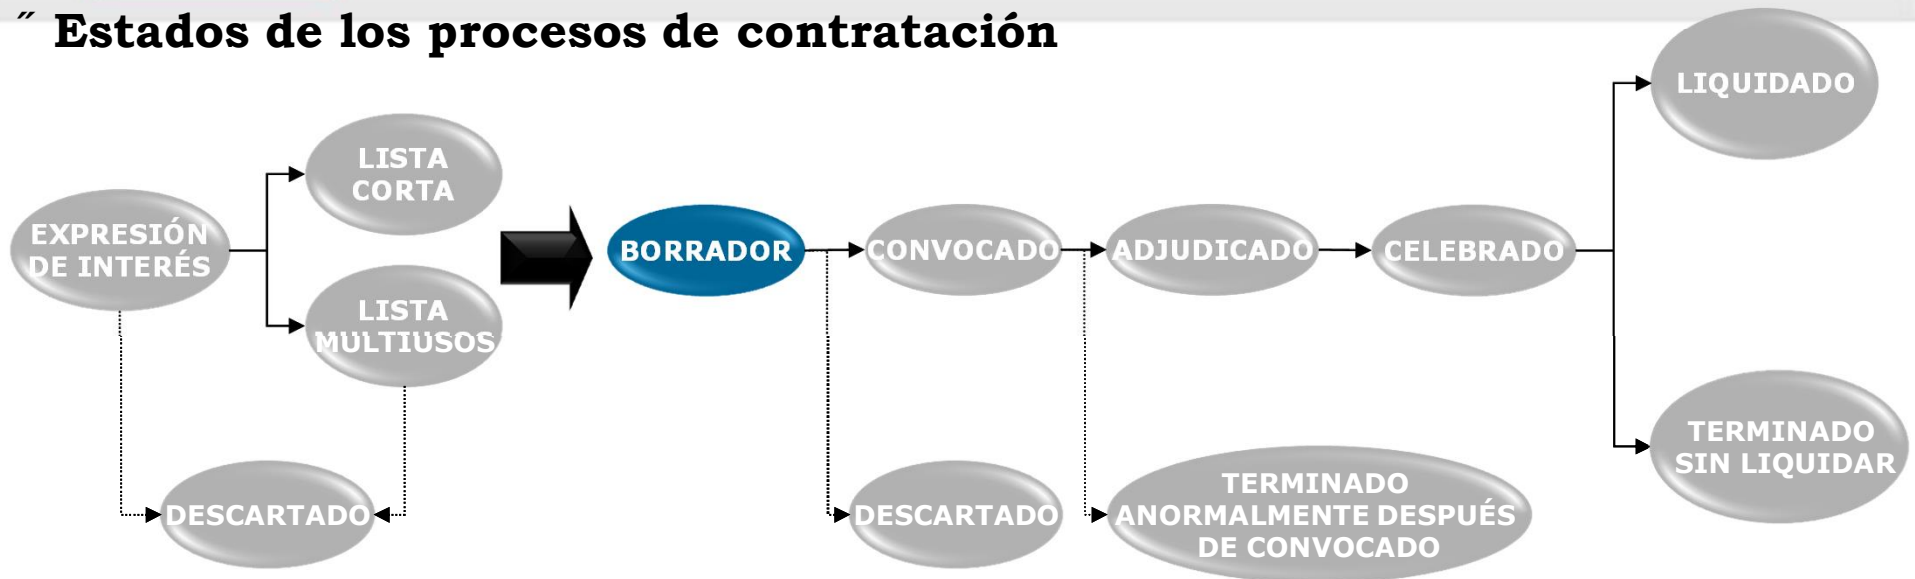 ˝ Estados de los procesos de contratación
LIQUIDADO
LISTA
CORTA
EXPRESIÓN
DE INTERÉS
LISTA
MULTIUSOS
BORRADOR
CONVOCADO
ADJUDICADO
CELEBRADO
TERMINADO
SIN LIQUIDAR
DESCARTADO
DESCARTADO
TERMINADO
ANORMALMENTE DESPUÉS
DE CONVOCADO